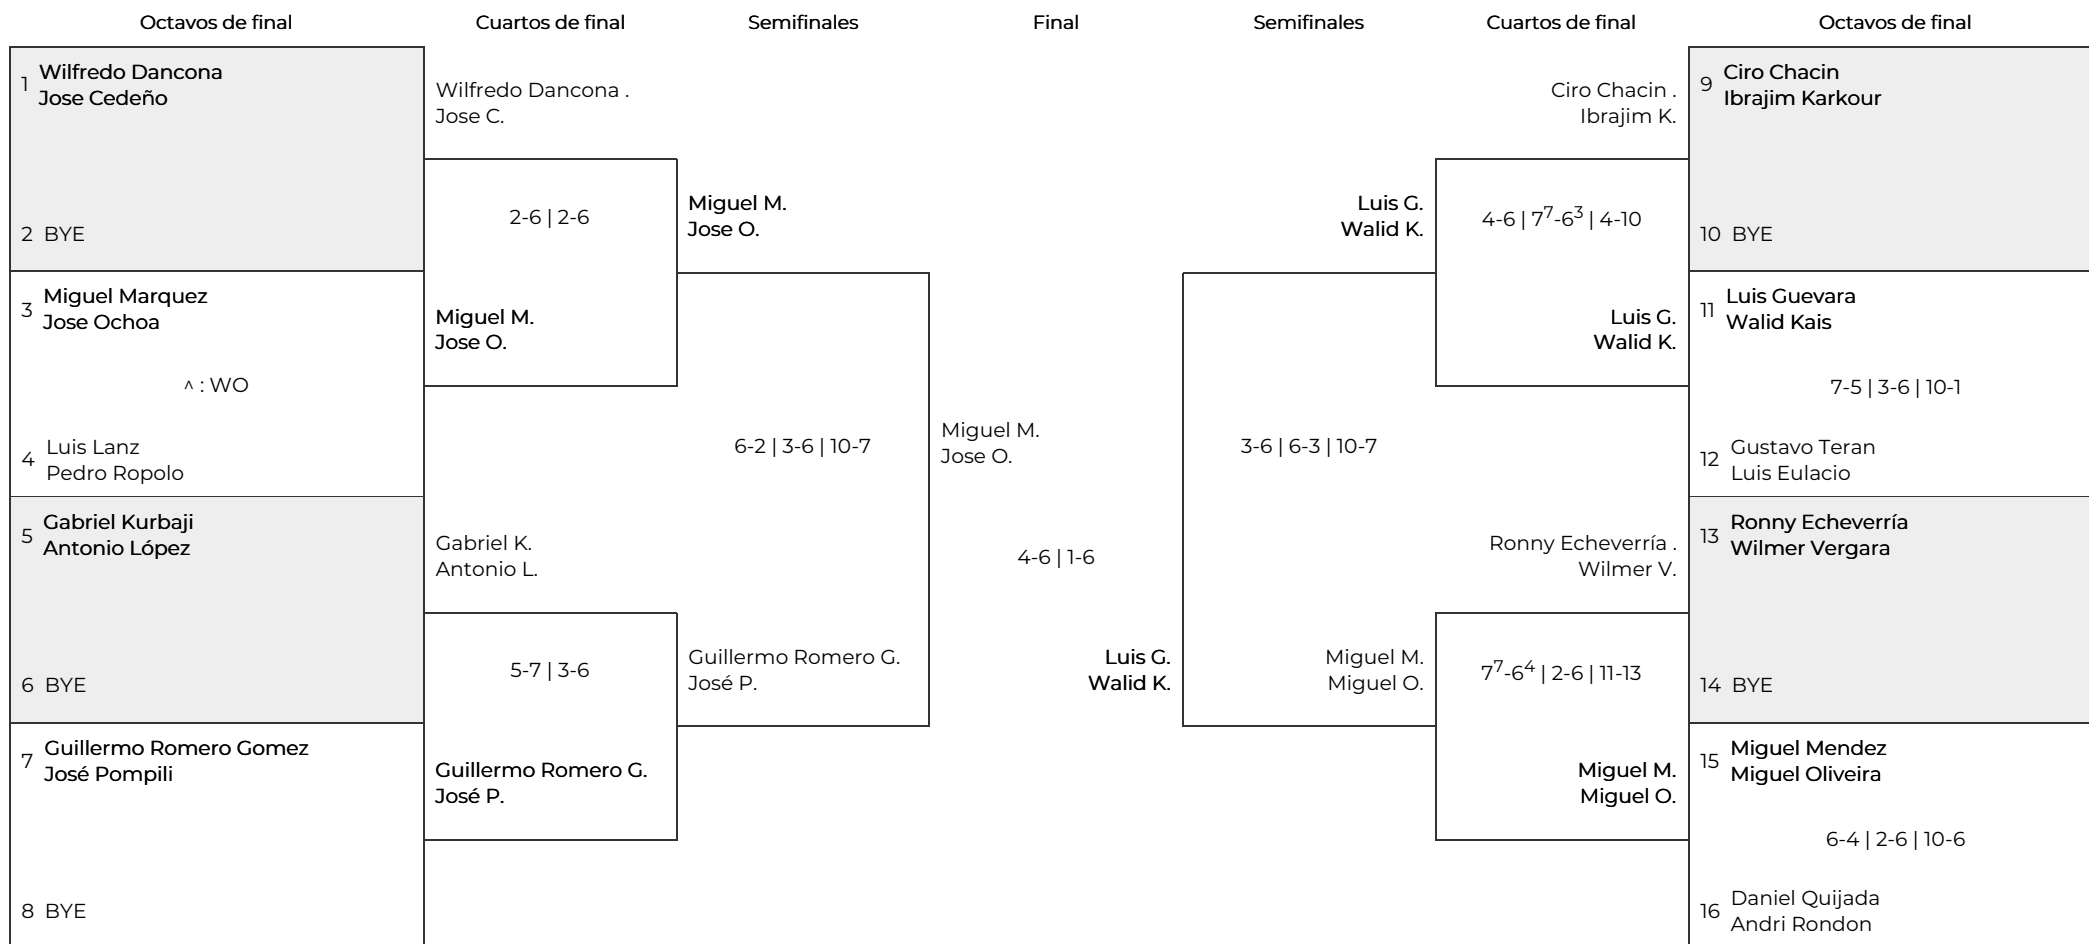 Octavos de final
Cuartos de final
Semifinales
Final
Semifinales
Cuartos de final
Octavos de final
1 Wilfredo Dancona
Jose Cedeño
2 BYE
3 Miguel Marquez
Jose Ochoa
^ : WO
4 Luis Lanz
Pedro Ropolo
5 Gabriel Kurbaji
Antonio López
6 BYE
7 Guillermo Romero Gomez
José Pompili
8 BYE
Wilfredo Dancona .
Jose C.
2-6 | 2-6
Miguel M.
Jose O.
Gabriel K.
Antonio L.
5-7 | 3-6
Guillermo Romero G.
José P.
Miguel M.
Jose O.
6-2 | 3-6 | 10-7
Guillermo Romero G.
José P.
Miguel M.
Jose O.
4-6 | 1-6
Luis G.
Walid K.
Luis G.
Walid K.
3-6 | 6-3 | 10-7
Miguel M.
Miguel O.
Ciro Chacin .
Ibrajim K.
4-6 | 7⁷-6³ | 4-10
Luis G.
Walid K.
Ronny Echeverría .
Wilmer V.
7⁷-6⁴ | 2-6 | 11-13
Miguel M.
Miguel O.
9 Ciro Chacin
Ibrajim Karkour
10 BYE
11 Luis Guevara
Walid Kais
7-5 | 3-6 | 10-1
12 Gustavo Teran
Luis Eulacio
13 Ronny Echeverría
Wilmer Vergara
14 BYE
15 Miguel Mendez
Miguel Oliveira
6-4 | 2-6 | 10-6
16 Daniel Quijada
Andri Rondon